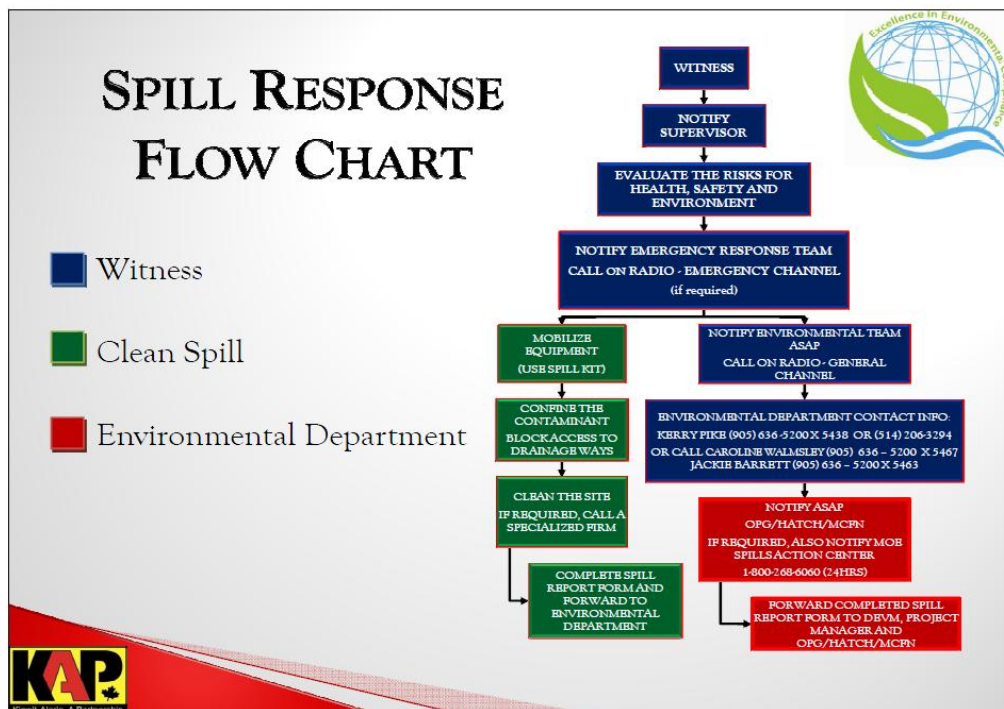 Excellence in Environmental
SPILL RESPONSE
FLOW CHART
Witness
Clean Spill
Environmental Department
WITNESS
NOTIFY
SUPERVISOR
EVALUATE THE RISKS FOR
HEALTH, SAFETY AND
ENVIRONMENT
NOTIFY EMERGENCY RESPONSE TEAM
CALL ON RADIO - EMERGENCY CHANNEL
(if required)
MOBILIZE
EQUIPMENT
(USE SPILL KIT)
CONFINE THE
CONTAMINANT
BLOCK ACCESS TO
DRAINAGE WAYS
CLEAN THE SITE
IF REQUIRED, CALL A
SPECIALIZED FIRM
COMPLETE SPILL
REPORT FORM AND
FORWARD TO
ENVIRONMENTAL
DEPARTMENT
NOTIFY ENVIRONMENTAL TEAM
ASAP
CALL ON RADIO - GENERAL
CHANNEL
ENVIRONMENTAL DEPARTMENT CONTACT INFO:
KERRY PIKE (905) 636-5200 X 5438 OR (514) 206-3294
OR CALL CAROLINE WALMSLEY (905) 636 – 5200 X 5467
JACKIE BARRETT (905) 636 – 5200 X 5463
NOTIFY ASAP
OPG/HATCH/MCFN
IF REQUIRED, ALSO NOTIFY MOE
SPILLS ACTION CENTER
1-800-268-6060 (24HRS)
FORWARD COMPLETED SPILL
REPORT FORM TO DEVM, PROJECT
MANAGER AND
OPG/HATCH/MCFN
KAP